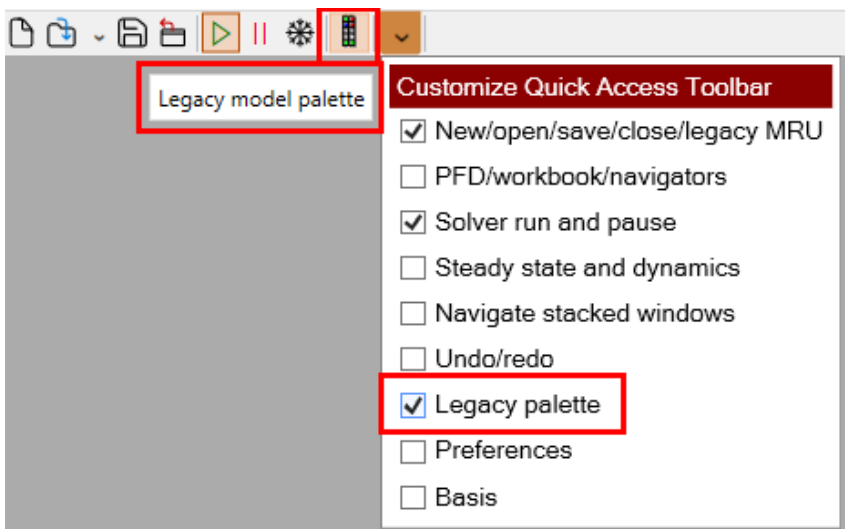 Legacy model palette
Customize Quick Access Toolbar
New/open/save/close/legacy MRU
PFD/workbook/navigators
Solver run and pause
Steady state and dynamics
Navigate stacked windows
Undo/redo
Legacy palette
Preferences
Basis